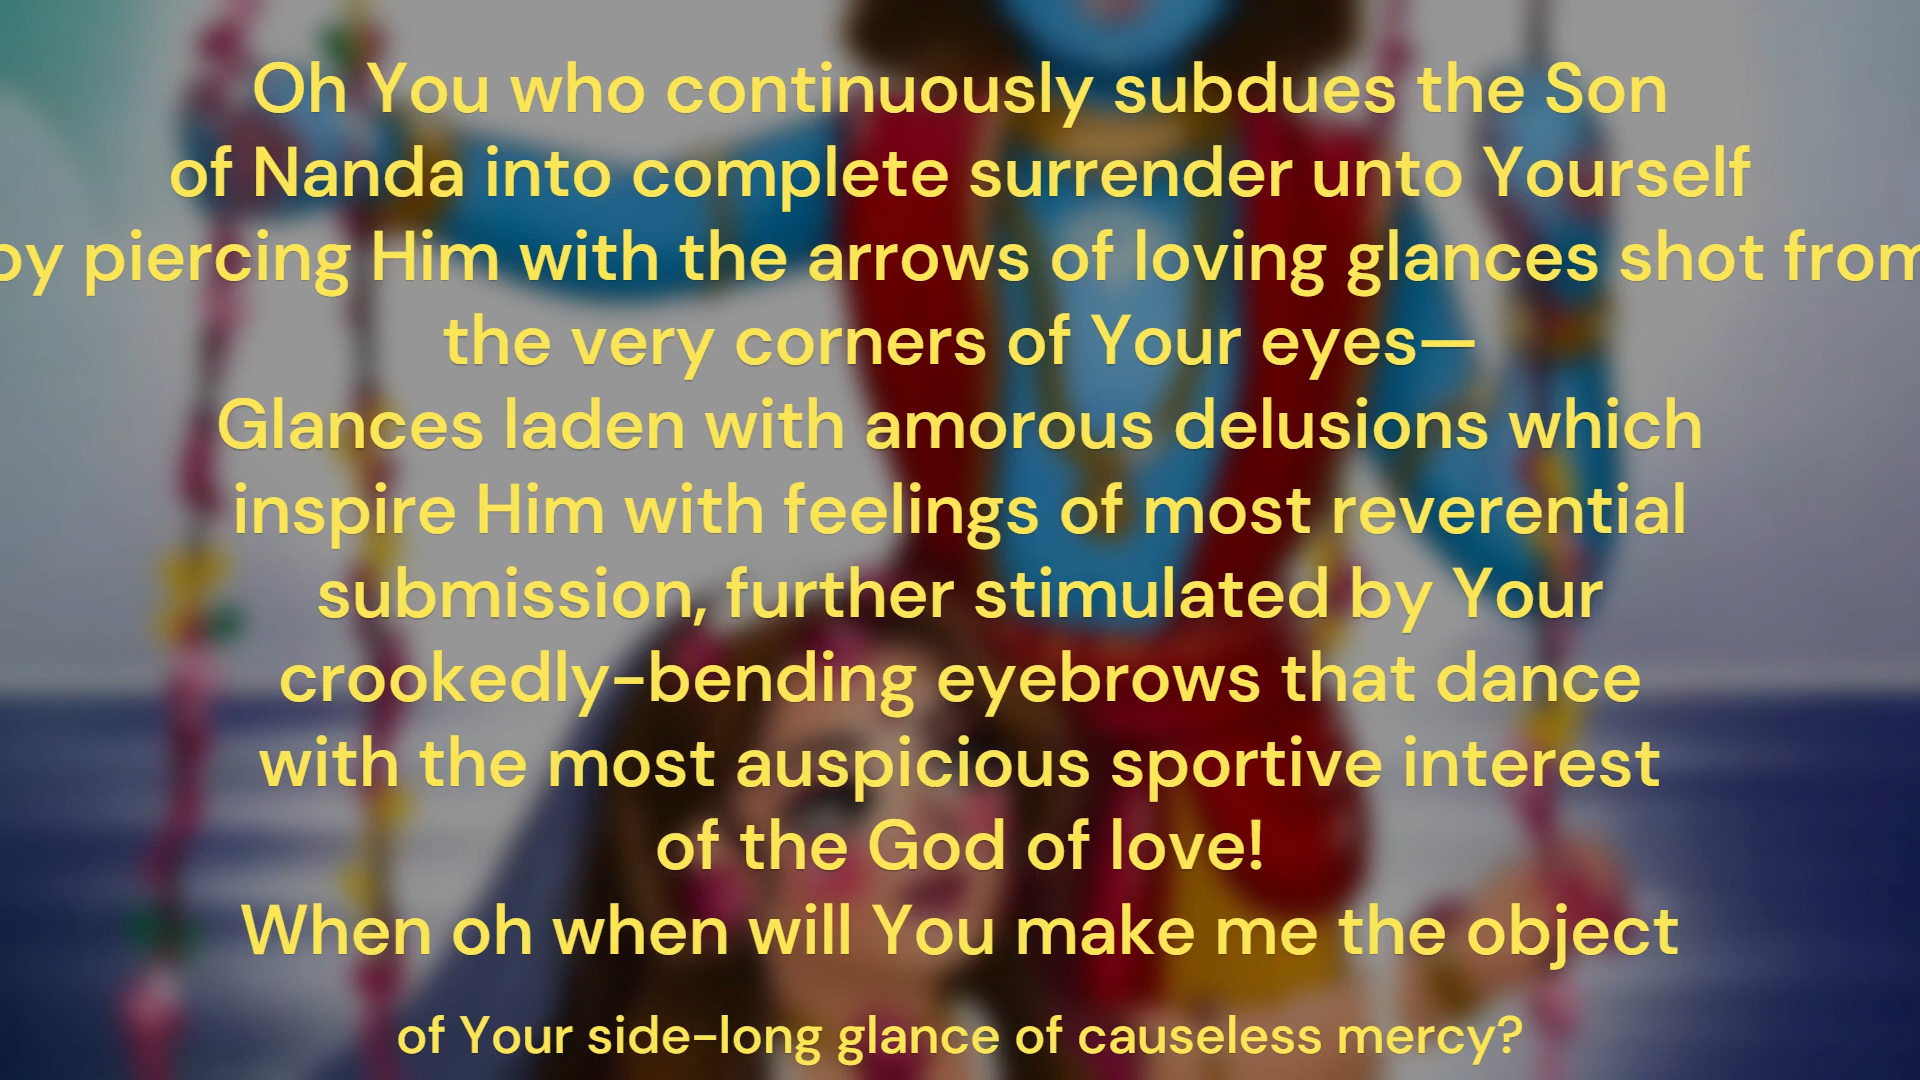 Oh You who continuously subdues the Son
of Nanda into complete surrender unto Yourself
by piercing Him with the arrows of loving glances shot from
the very corners of Your eyes—
Glances laden with amorous delusions which
inspire Him with feelings of most reverential
submission, further stimulated by Your
crookedly-bending eyebrows that dance
with the most auspicious sportive interest
of the God of love!
When oh when will You make me the object
of Your side-long glance of causeless mercy?